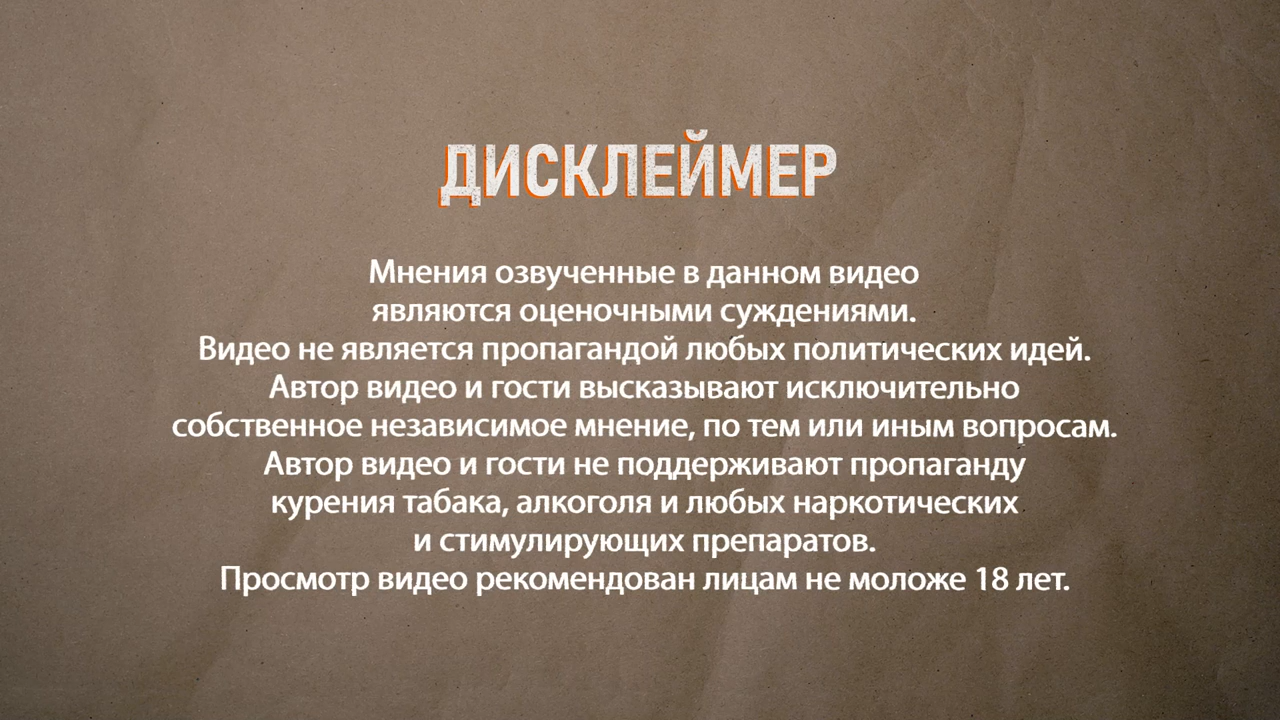 ДИСКЛЕЙМЕР
Мнения озвученные в данном видео
являются оценочными суждениями.
Видео не является пропагандой любых политических идей.
Автор видео и гости высказывают исключительно
собственное независимое мнение, по тем или иным вопросам.
Автор видео и гости не поддерживают пропаганду
курения табака, алкоголя и любых наркотических
и стимулирующих препаратов.
Просмотр видео рекомендован лицам не моложе 18 лет.